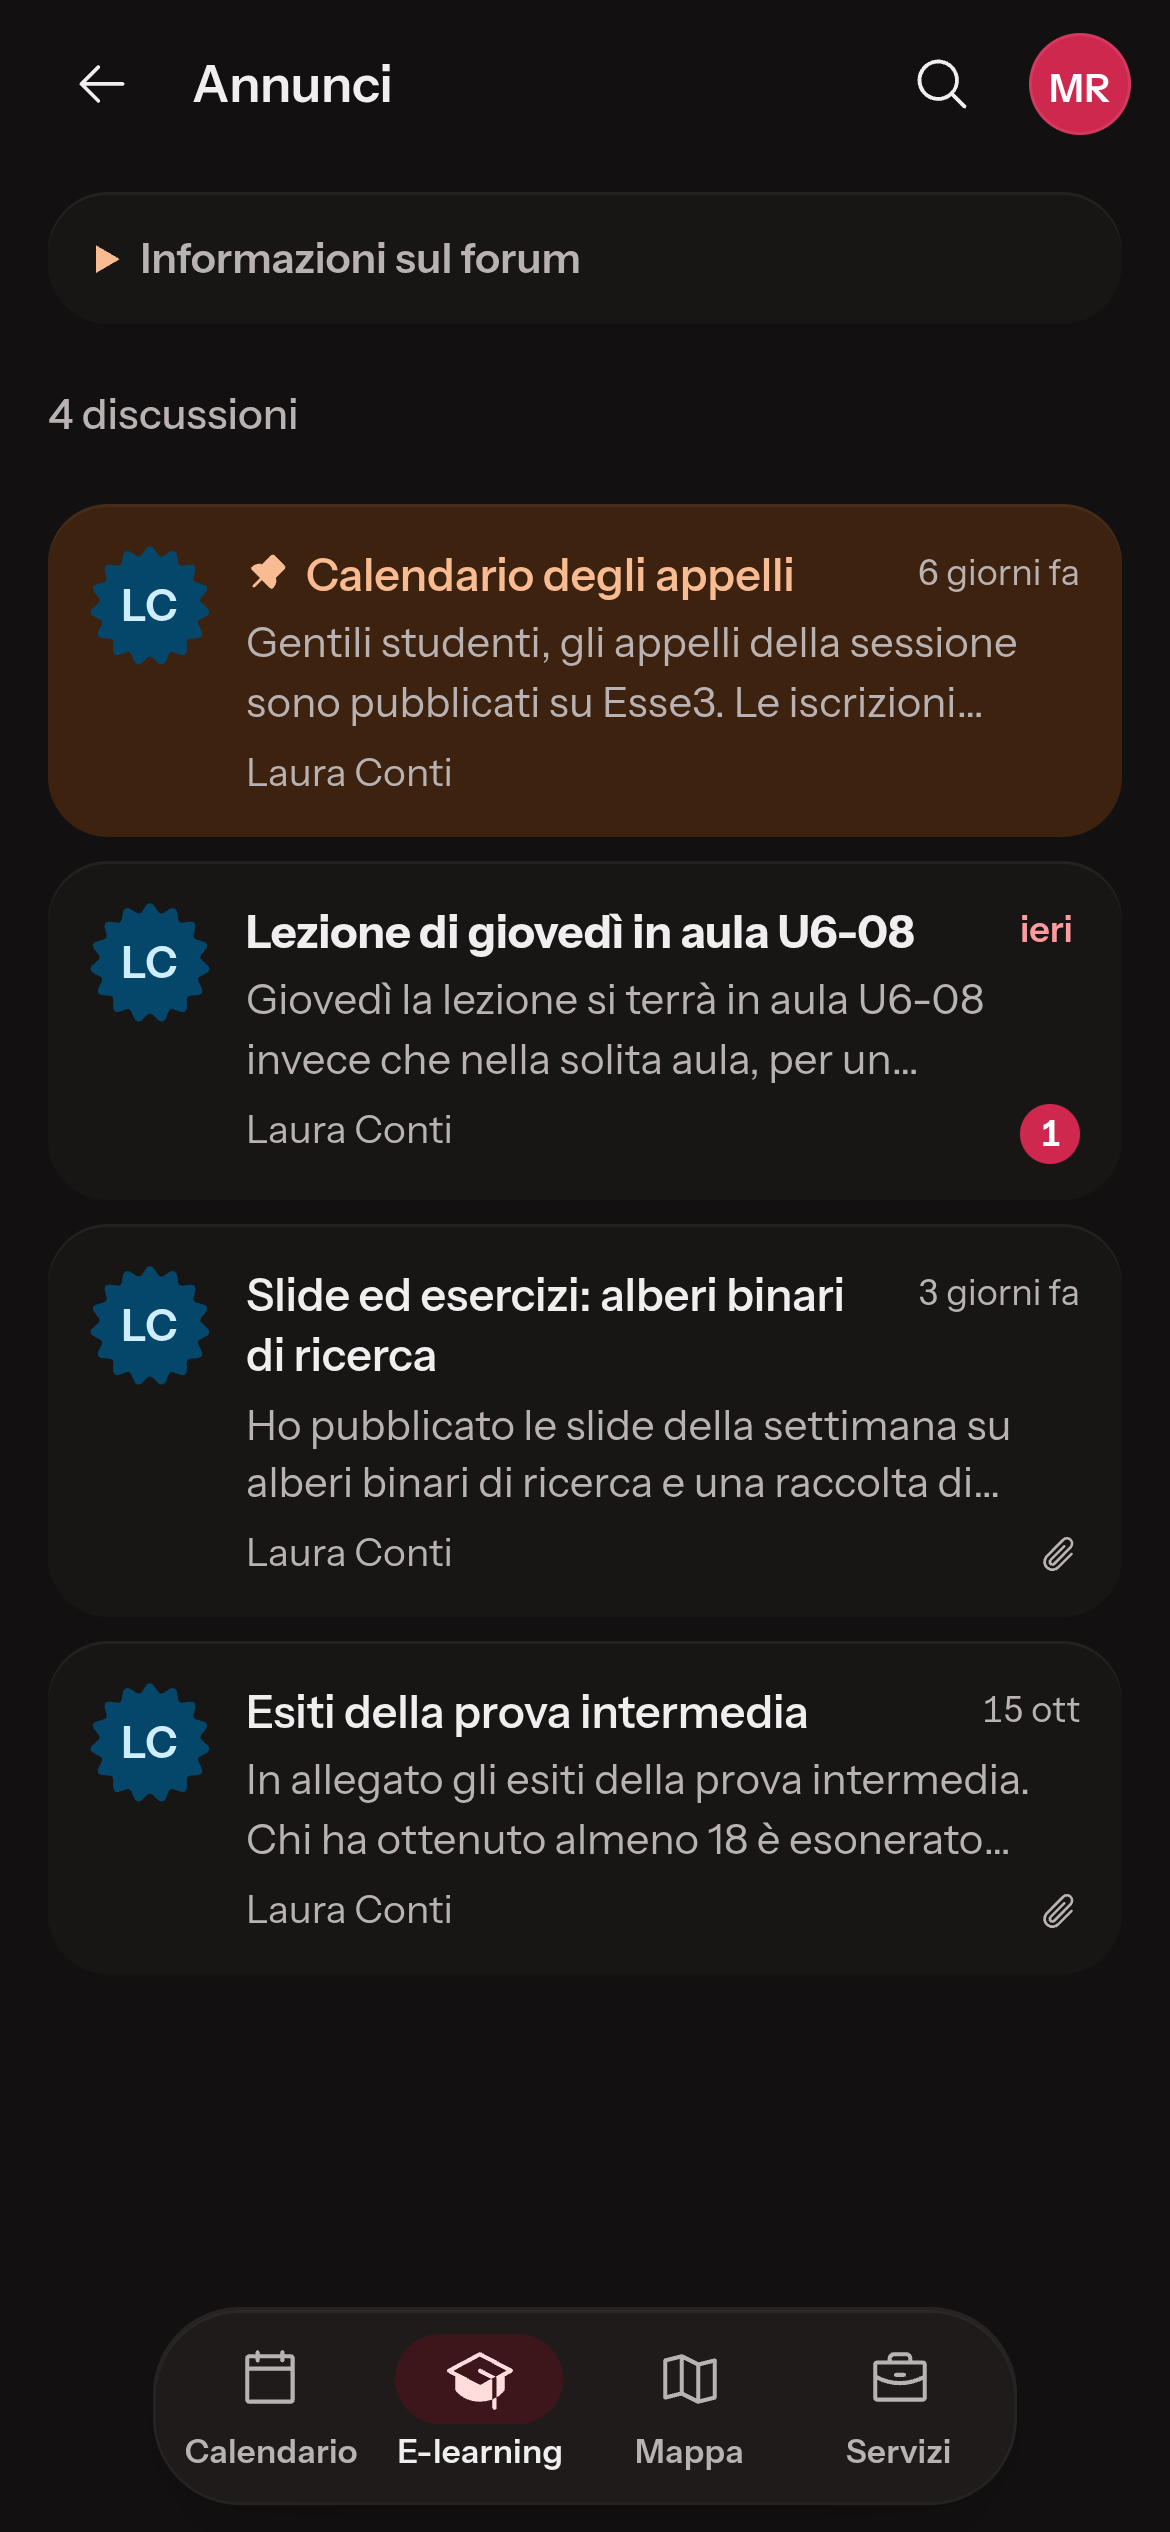 Annunci
MR
Informazioni sul forum
4 discussioni
LC
Calendario degli appelli
6 giorni fa
Gentili studenti, gli appelli della sessione
sono pubblicati su Esse3. Le iscrizioni...
Laura Conti
LC
Lezione di giovedì in aula U6-08
ieri
Giovedì la lezione si terrà in aula U6-08
invece che nella solita aula, per un...
Laura Conti
1
LC
Slide ed esercizi: alberi binari
di ricerca
3 giorni fa
Ho pubblicato le slide della settimana su
alberi binari di ricerca e una raccolta di...
Laura Conti
LC
Esiti della prova intermedia
15 ott
In allegato gli esiti della prova intermedia.
Chi ha ottenuto almeno 18 è esonerato...
Laura Conti
Calendario
E-learning
Mappa
Servizi